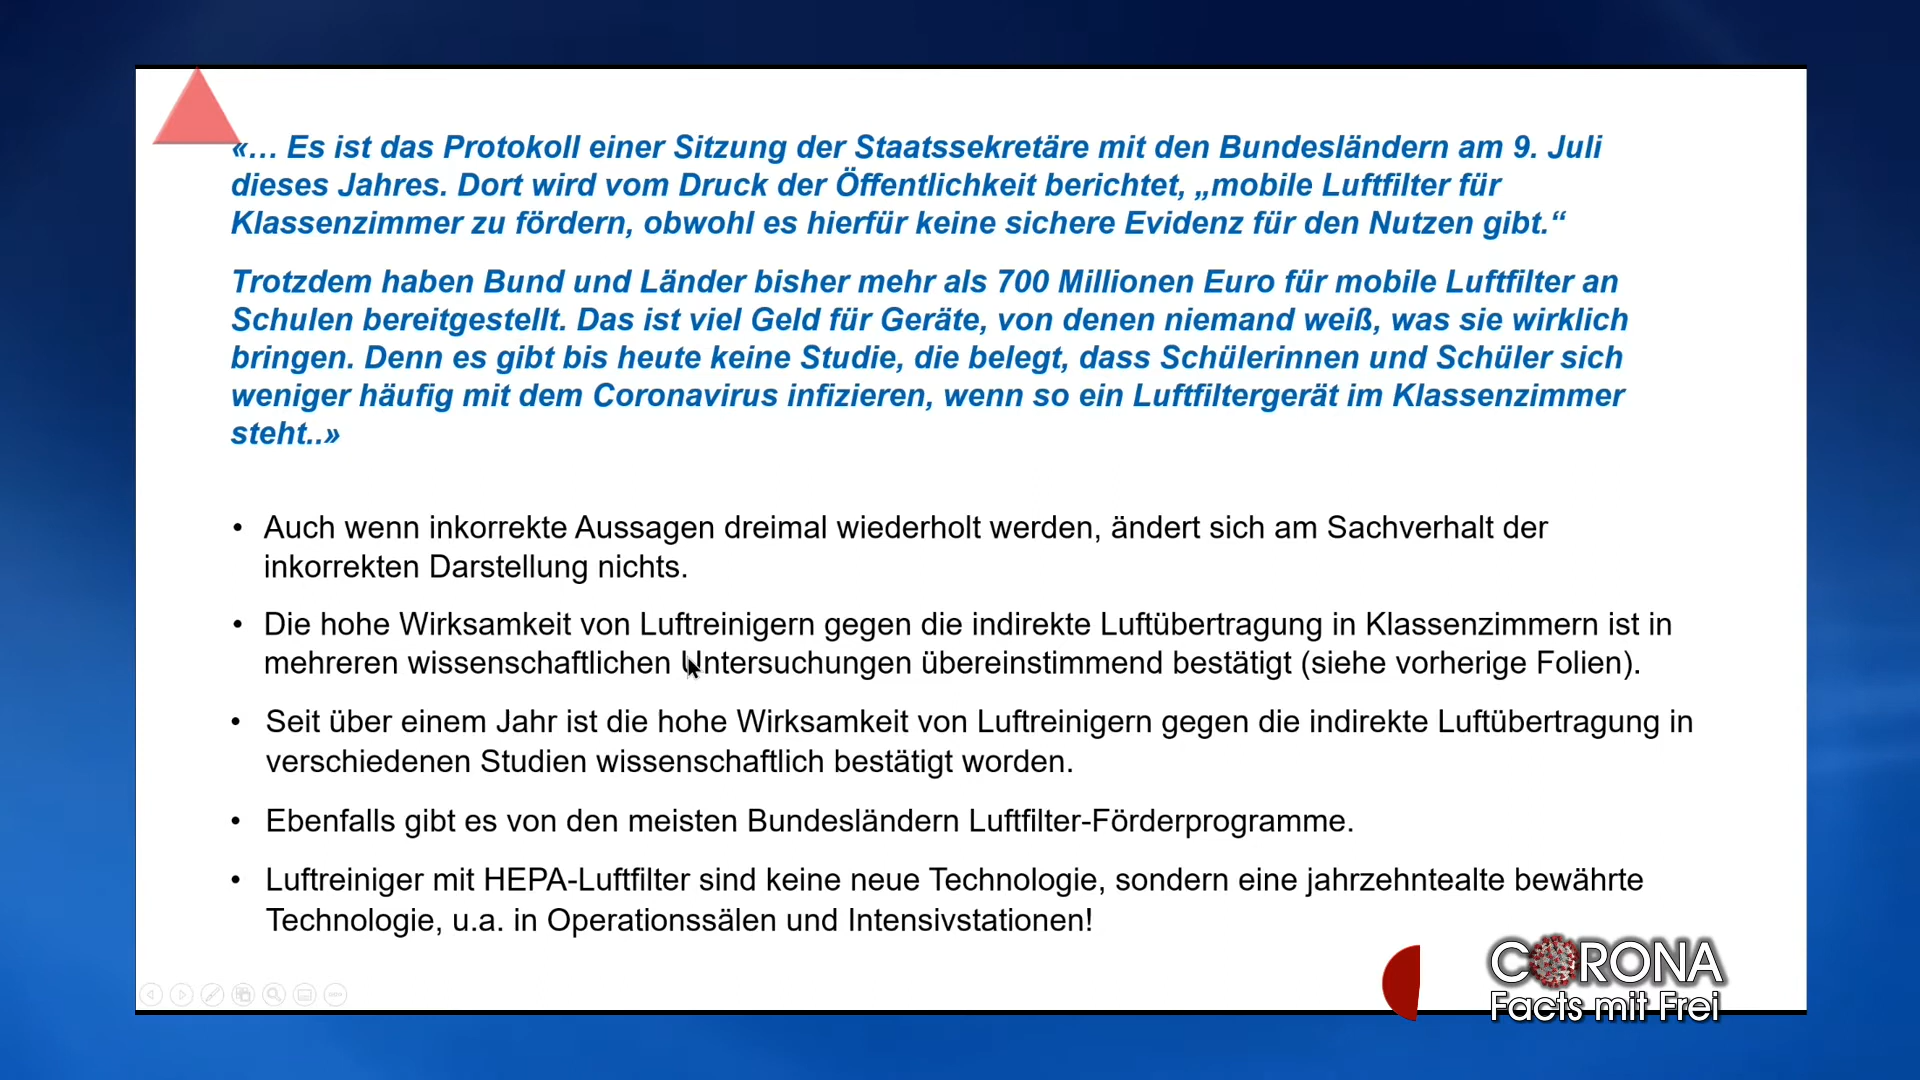 «… Es ist das Protokoll einer Sitzung der Staatssekretäre mit den Bundesländern am 9. Juli
dieses Jahres. Dort wird vom Druck der Öffentlichkeit berichtet, „mobile Luftfilter für
Klassenzimmer zu fördern, obwohl es hierfür keine sichere Evidenz für den Nutzen gibt.“
Trotzdem haben Bund und Länder bisher mehr als 700 Millionen Euro für mobile Luftfilter an
Schulen bereitgestellt. Das ist viel Geld für Geräte, von denen niemand weiß, was sie wirklich
bringen. Denn es gibt bis heute keine Studie, die belegt, dass Schülerinnen und Schüler sich
weniger häufig mit dem Coronavirus infizieren, wenn so ein Luftfiltergerät im Klassenzimmer
steht..»
• Auch wenn inkorrekte Aussagen dreimal wiederholt werden, ändert sich am Sachverhalt der
inkorrekten Darstellung nichts.
• Die hohe Wirksamkeit von Luftreinigern gegen die indirekte Luftübertragung in Klassenzimmern ist in
mehreren wissenschaftlichen Untersuchungen übereinstimmend bestätigt (siehe vorherige Folien).
• Seit über einem Jahr ist die hohe Wirksamkeit von Luftreinigern gegen die indirekte Luftübertragung in
verschiedenen Studien wissenschaftlich bestätigt worden.
• Ebenfalls gibt es von den meisten Bundesländern Luftfilter-Förderprogramme.
• Luftreiniger mit HEPA-Luftfilter sind keine neue Technologie, sondern eine jahrzehntealte bewährte
Technologie, u.a. in Operationssälen und Intensivstationen!
CORONA
Facts mit Frei